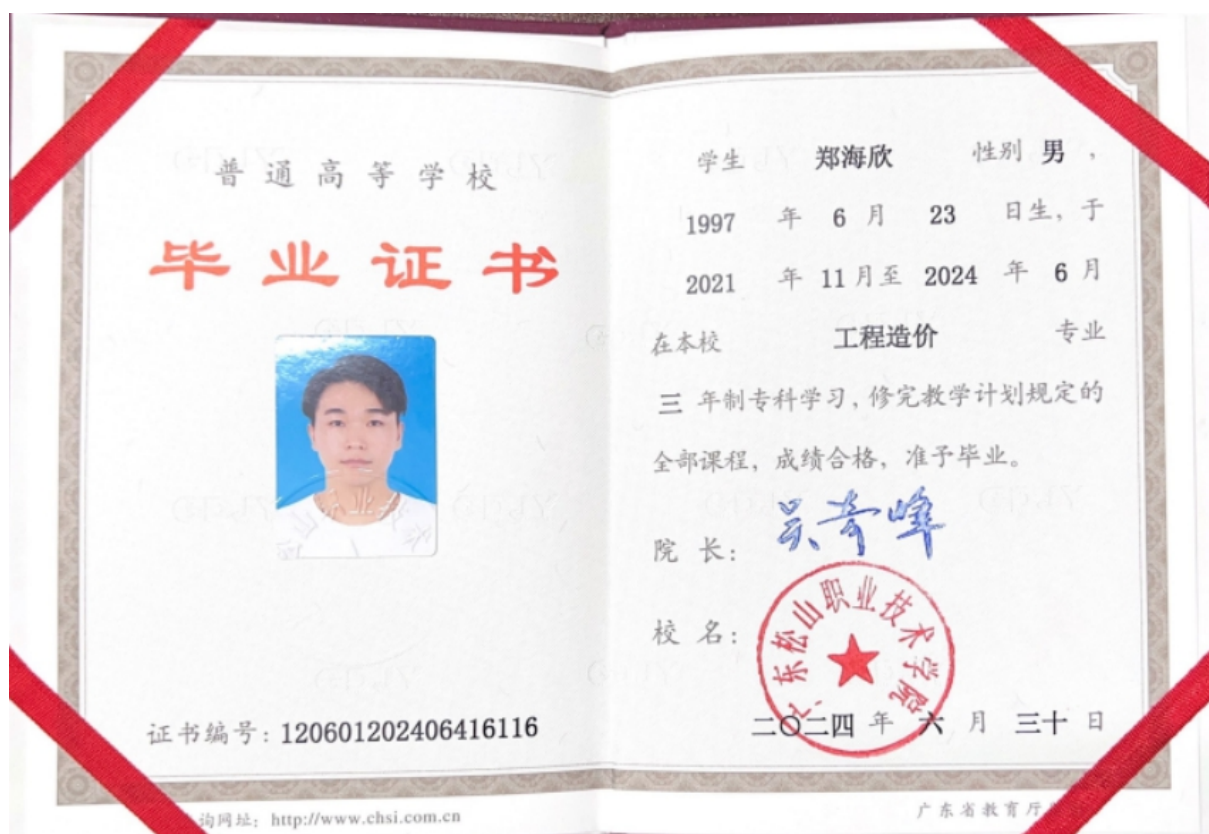 普通高等学校
毕业证书
证书编号：120601202406416116
询网址：http://www.chsi.com.cn
学生 郑海欣 性别 男，
1997 年 6 月 23 日生，于
2021 年 11 月至 2024 年 6 月
在本校 工程造价 专业
三 年制专科学习，修完教学计划规定的
全部课程，成绩合格，准予毕业。
院 长： 吴奇峰
校 名：
广东松山职业技术学院
二〇二四 年 六 月 三十 日
广东省教育厅